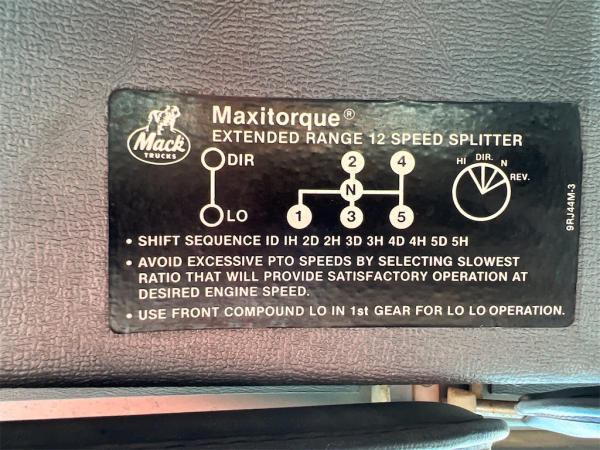 Maxitorque®
EXTENDED RANGE 12 SPEED SPLITTER
Mack
TRUCKS
DIR
LO
2 4
N
1 3 5
HI DIR. N
REV.
9RJ44M-3
• SHIFT SEQUENCE ID IH 2D 2H 3D 3H 4D 4H 5D 5H
• AVOID EXCESSIVE PTO SPEEDS BY SELECTING SLOWEST
RATIO THAT WILL PROVIDE SATISFACTORY OPERATION AT
DESIRED ENGINE SPEED.
• USE FRONT COMPOUND LO IN 1st GEAR FOR LO LO OPERATION.